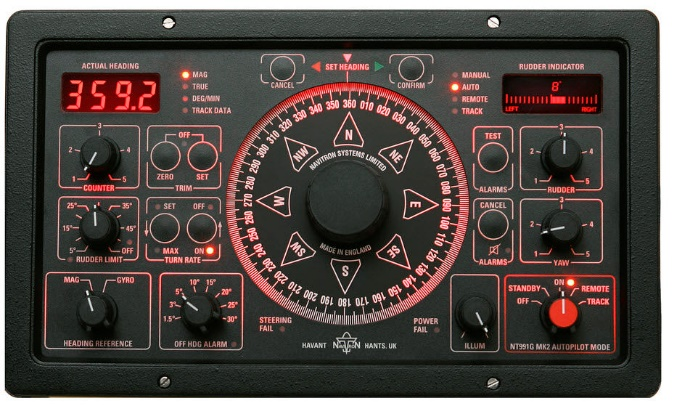 ACTUAL HEADING
359.2
MAG
TRUE
DEG/MIN
TRACK DATA
CANCEL
SET HEADING
CONFIRM
MANUAL
AUTO
REMOTE
TRACK
RUDDER INDICATOR
8°
LEFT RIGHT
1 2 3 4 5
COUNTER
OFF
ZERO SET
TRIM
5° 15° 25° 35° OFF
RUDDER LIMIT
SET OFF
MAX ON
TURN RATE
MAG GYRO
HEADING REFERENCE
1.5° 3° 5° 10° 15° 20° 25° 30°
OFF HDG ALARM
360 010 020 030 040 050 060 070 080 090 100 110 120 130 140 150 160 170 180 190 200 210 220 230 240 250 260 270 280 290 300 310 320 330 340 350
N
NE
E
SE
S
SW
W
NW
NAVITRON SYSTEMS LIMITED
MADE IN ENGLAND
STEERING
FAIL
POWER
FAIL
HAVANT HANTS. UK
TEST
ALARMS
1 2 3 4 5
RUDDER
CANCEL
ALARMS
1 2 3 4 5
YAW
ILLUM
OFF STANDBY ON REMOTE TRACK
NT991G MK2 AUTOPILOT MODE